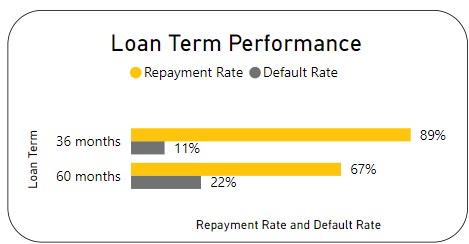 Loan Term Performance
Repayment Rate Default Rate
Loan Term
36 months 89%
11%
60 months 67%
22%
Repayment Rate and Default Rate